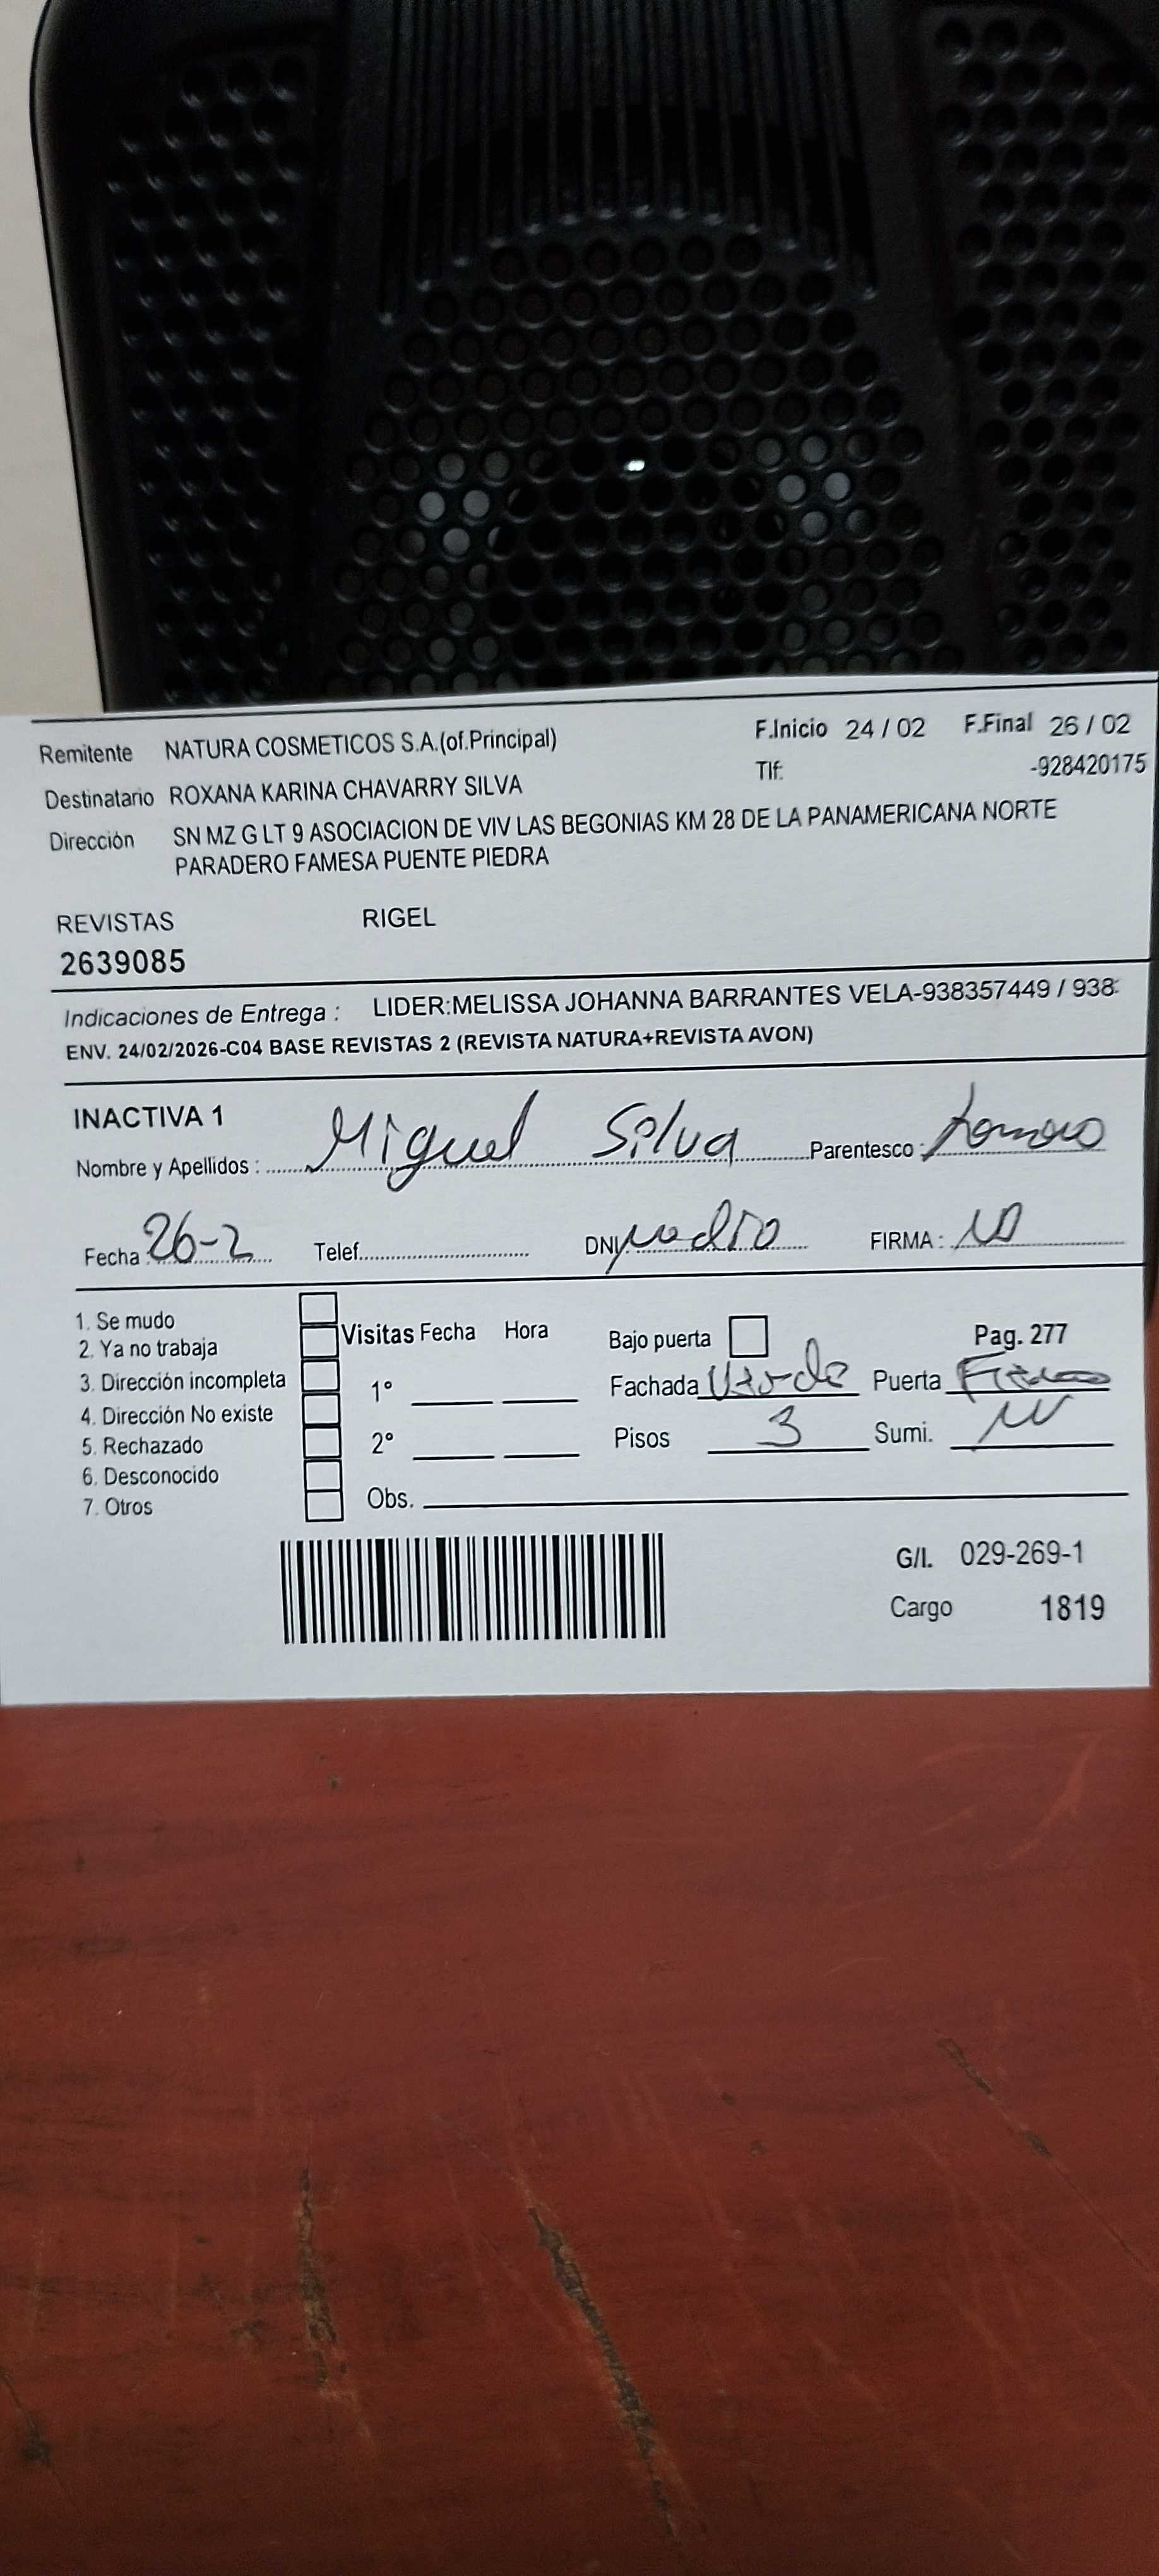 Remitente NATURA COSMETICOS S.A.(of.Principal) F.Inicio 24 / 02 F.Final 26 / 02
Destinatario ROXANA KARINA CHAVARRY SILVA Tlf: -928420175
Dirección SN MZ G LT 9 ASOCIACION DE VIV LAS BEGONIAS KM 28 DE LA PANAMERICANA NORTE
PARADERO FAMESA PUENTE PIEDRA
REVISTAS RIGEL
2639085
Indicaciones de Entrega : LIDER:MELISSA JOHANNA BARRANTES VELA-938357449 / 938
ENV. 24/02/2026-C04 BASE REVISTAS 2 (REVISTA NATURA+REVISTA AVON)
INACTIVA 1
Nombre y Apellidos : Miguel Silva Parentesco :
Fecha 26-2 Telef. DNI FIRMA :
1. Se mudo
2. Ya no trabaja
3. Dirección incompleta
4. Dirección No existe
5. Rechazado
6. Desconocido
7. Otros
Visitas Fecha Hora
1°
2°
Obs.
Bajo puerta Pag. 277
Fachada Puerta
Pisos 3 Sumi.
G/I. 029-269-1
Cargo 1819